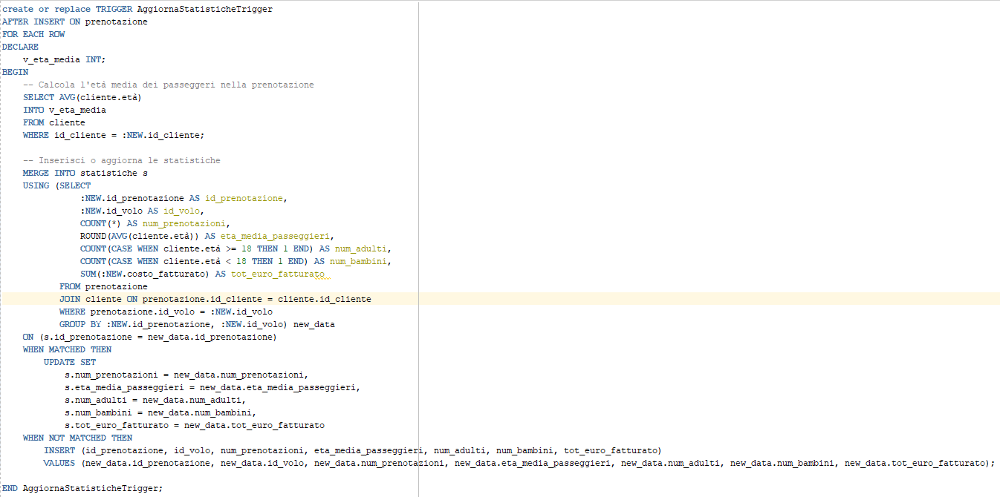 create or replace TRIGGER AggiornaStatisticheTrigger
AFTER INSERT ON prenotazione
FOR EACH ROW
DECLARE
    v_eta_media INT;
BEGIN
    -- Calcola l'età media dei passeggeri nella prenotazione
    SELECT AVG(cliente.età)
    INTO v_eta_media
    FROM cliente
    WHERE id_cliente = :NEW.id_cliente;

    -- Inserisci o aggiorna le statistiche
    MERGE INTO statistiche s
    USING (SELECT
               :NEW.id_prenotazione AS id_prenotazione,
               :NEW.id_volo AS id_volo,
               COUNT(*) AS num_prenotazioni,
               ROUND(AVG(cliente.età)) AS eta_media_passeggieri,
               COUNT(CASE WHEN cliente.età >= 18 THEN 1 END) AS num_adulti,
               COUNT(CASE WHEN cliente.età < 18 THEN 1 END) AS num_bambini,
               SUM(:NEW.costo_fatturato) AS tot_euro_fatturato
           FROM prenotazione
           JOIN cliente ON prenotazione.id_cliente = cliente.id_cliente
           WHERE prenotazione.id_volo = :NEW.id_volo
           GROUP BY :NEW.id_prenotazione, :NEW.id_volo) new_data
    ON (s.id_prenotazione = new_data.id_prenotazione)
    WHEN MATCHED THEN
        UPDATE SET
            s.num_prenotazioni = new_data.num_prenotazioni,
            s.eta_media_passeggieri = new_data.eta_media_passeggieri,
            s.num_adulti = new_data.num_adulti,
            s.num_bambini = new_data.num_bambini,
            s.tot_euro_fatturato = new_data.tot_euro_fatturato
    WHEN NOT MATCHED THEN
        INSERT (id_prenotazione, id_volo, num_prenotazioni, eta_media_passeggieri, num_adulti, num_bambini, tot_euro_fatturato)
        VALUES (new_data.id_prenotazione, new_data.id_volo, new_data.num_prenotazioni, new_data.eta_media_passeggieri, new_data.num_adulti, new_data.num_bambini, new_data.tot_euro_fatturato);

END AggiornaStatisticheTrigger;